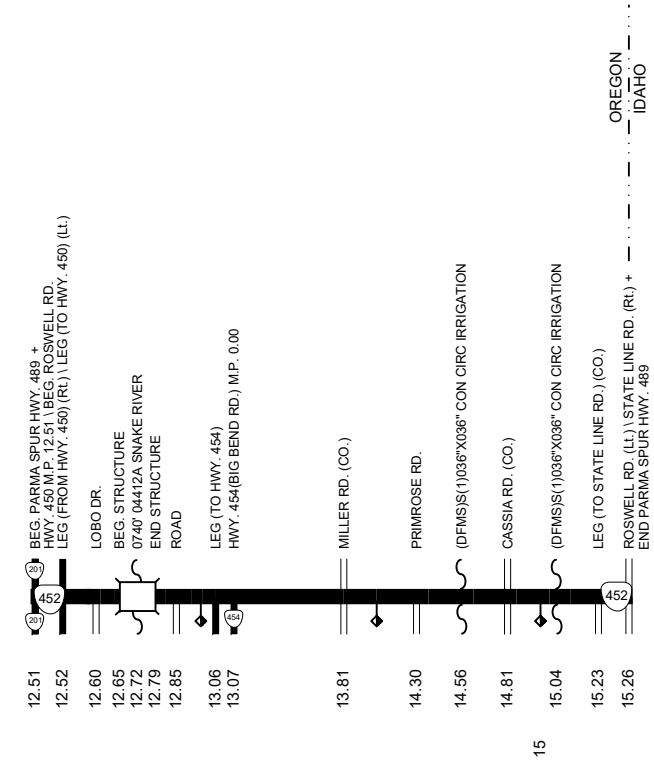 12.51 201 201 BEG. PARMA SPUR HWY. 489 +
HWY. 450 M.P. 12.51 \ BEG. ROSWELL RD.
12.52 452 LEG (FROM HWY. 450) (Rt.) \ LEG (TO HWY. 450) (Lt.)
12.60 LOBO DR.
12.65 BEG. STRUCTURE
12.72 0740' 04412A SNAKE RIVER
12.79 END STRUCTURE
12.85 ROAD
13.06 LEG (TO HWY. 454)
13.07 454 HWY. 454(BIG BEND RD.) M.P. 0.00
13.81 MILLER RD. (CO.)
14.30 PRIMROSE RD.
14.56 (DFMS)S(1)036"X036" CON CIRC IRRIGATION
14.81 CASSIA RD. (CO.)
15
15.04 (DFMS)S(1)036"X036" CON CIRC IRRIGATION
15.23 LEG (TO STATE LINE RD.) (CO.)
15.26 452 ROSWELL RD. (Lt.) \ STATE LINE RD. (Rt.) +
END PARMA SPUR HWY. 489
OREGON
IDAHO